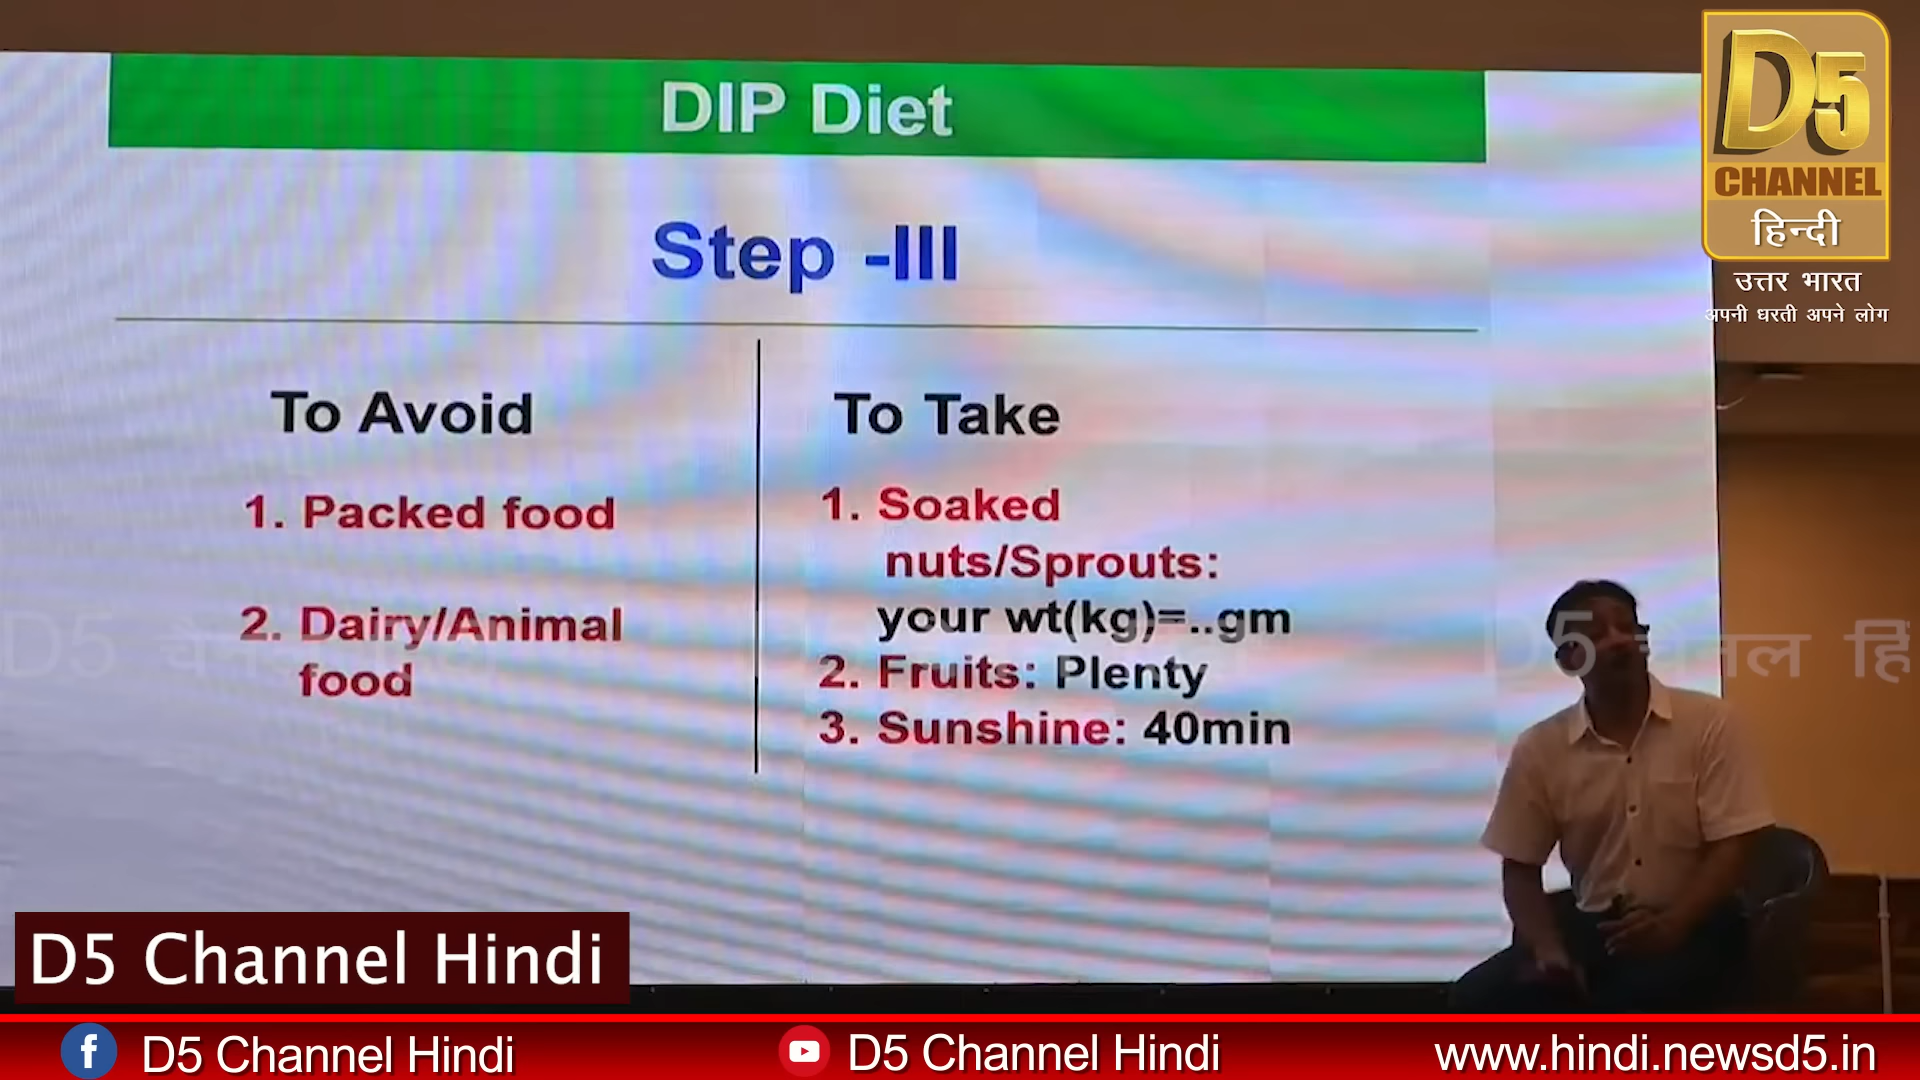 DIP Diet
Step -III
To Avoid
1. Packed food
2. Dairy/Animal
food
To Take
1. Soaked
nuts/Sprouts:
your wt(kg)=..gm
2. Fruits: Plenty
3. Sunshine: 40min
D5
CHANNEL
हिन्दी
उत्तर भारत
अपनी धरती अपने लोग
D5 चैनल हिं
D5 Channel Hindi
D5 Channel Hindi
D5 Channel Hindi
www.hindi.newsd5.in